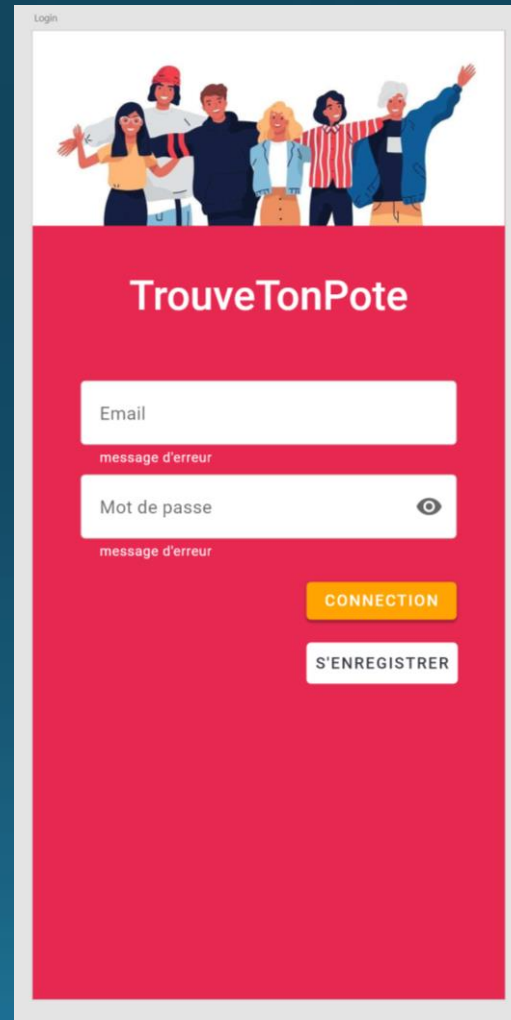 Login
TrouveTonPote
Email
message d'erreur
Mot de passe
message d'erreur
CONNECTION
S'ENREGISTRER